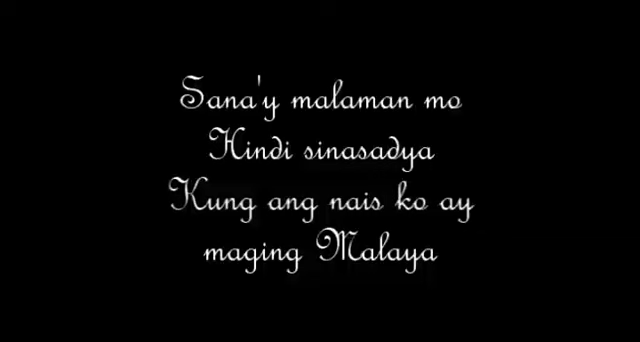 Sana'y malaman mo
Hindi sinasadya
Kung ang nais ko ay
maging Malaya